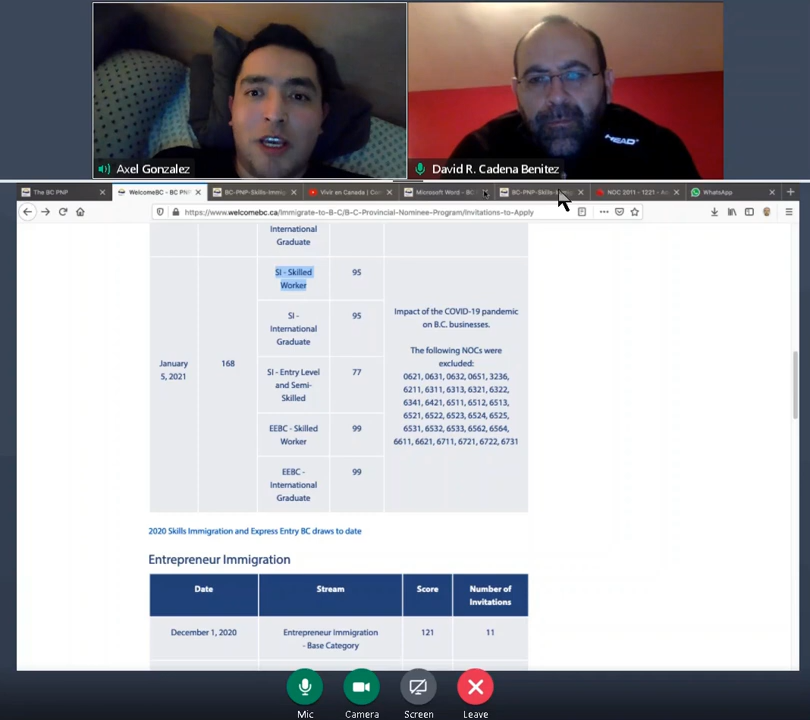 Axel Gonzalez
David R. Cadena Benitez
HEAD
The BC PNP
WelcomeBC - BC PNP
BC-PNP-Skills-Immig
Vivir en Canada | Co
Microsoft Word - BC
BC-PNP-Skills-
NOC 2011 - 1221 - Ad
WhatsApp
https://www.welcomebc.ca/Immigrate-to-B-C/B-C-Provincial-Nominee-Program/Invitations-to-Apply
International
Graduate
January
5, 2021
168
SI - Skilled
Worker
95
SI -
International
Graduate
95
SI - Entry Level
and Semi-
Skilled
77
EEBC - Skilled
Worker
99
EEBC -
International
Graduate
99
Impact of the COVID-19 pandemic
on B.C. businesses.
The following NOCs were
excluded:
0621, 0631, 0632, 0651, 3236,
6211, 6311, 6313, 6321, 6322,
6341, 6421, 6511, 6512, 6513,
6521, 6522, 6523, 6524, 6525,
6531, 6532, 6533, 6562, 6564,
6611, 6621, 6711, 6721, 6722, 6731
2020 Skills Immigration and Express Entry BC draws to date
Entrepreneur Immigration
Date
Stream
Score
Number of
Invitations
December 1, 2020
Entrepreneur Immigration
- Base Category
121
11
Mic
Camera
Screen
Leave